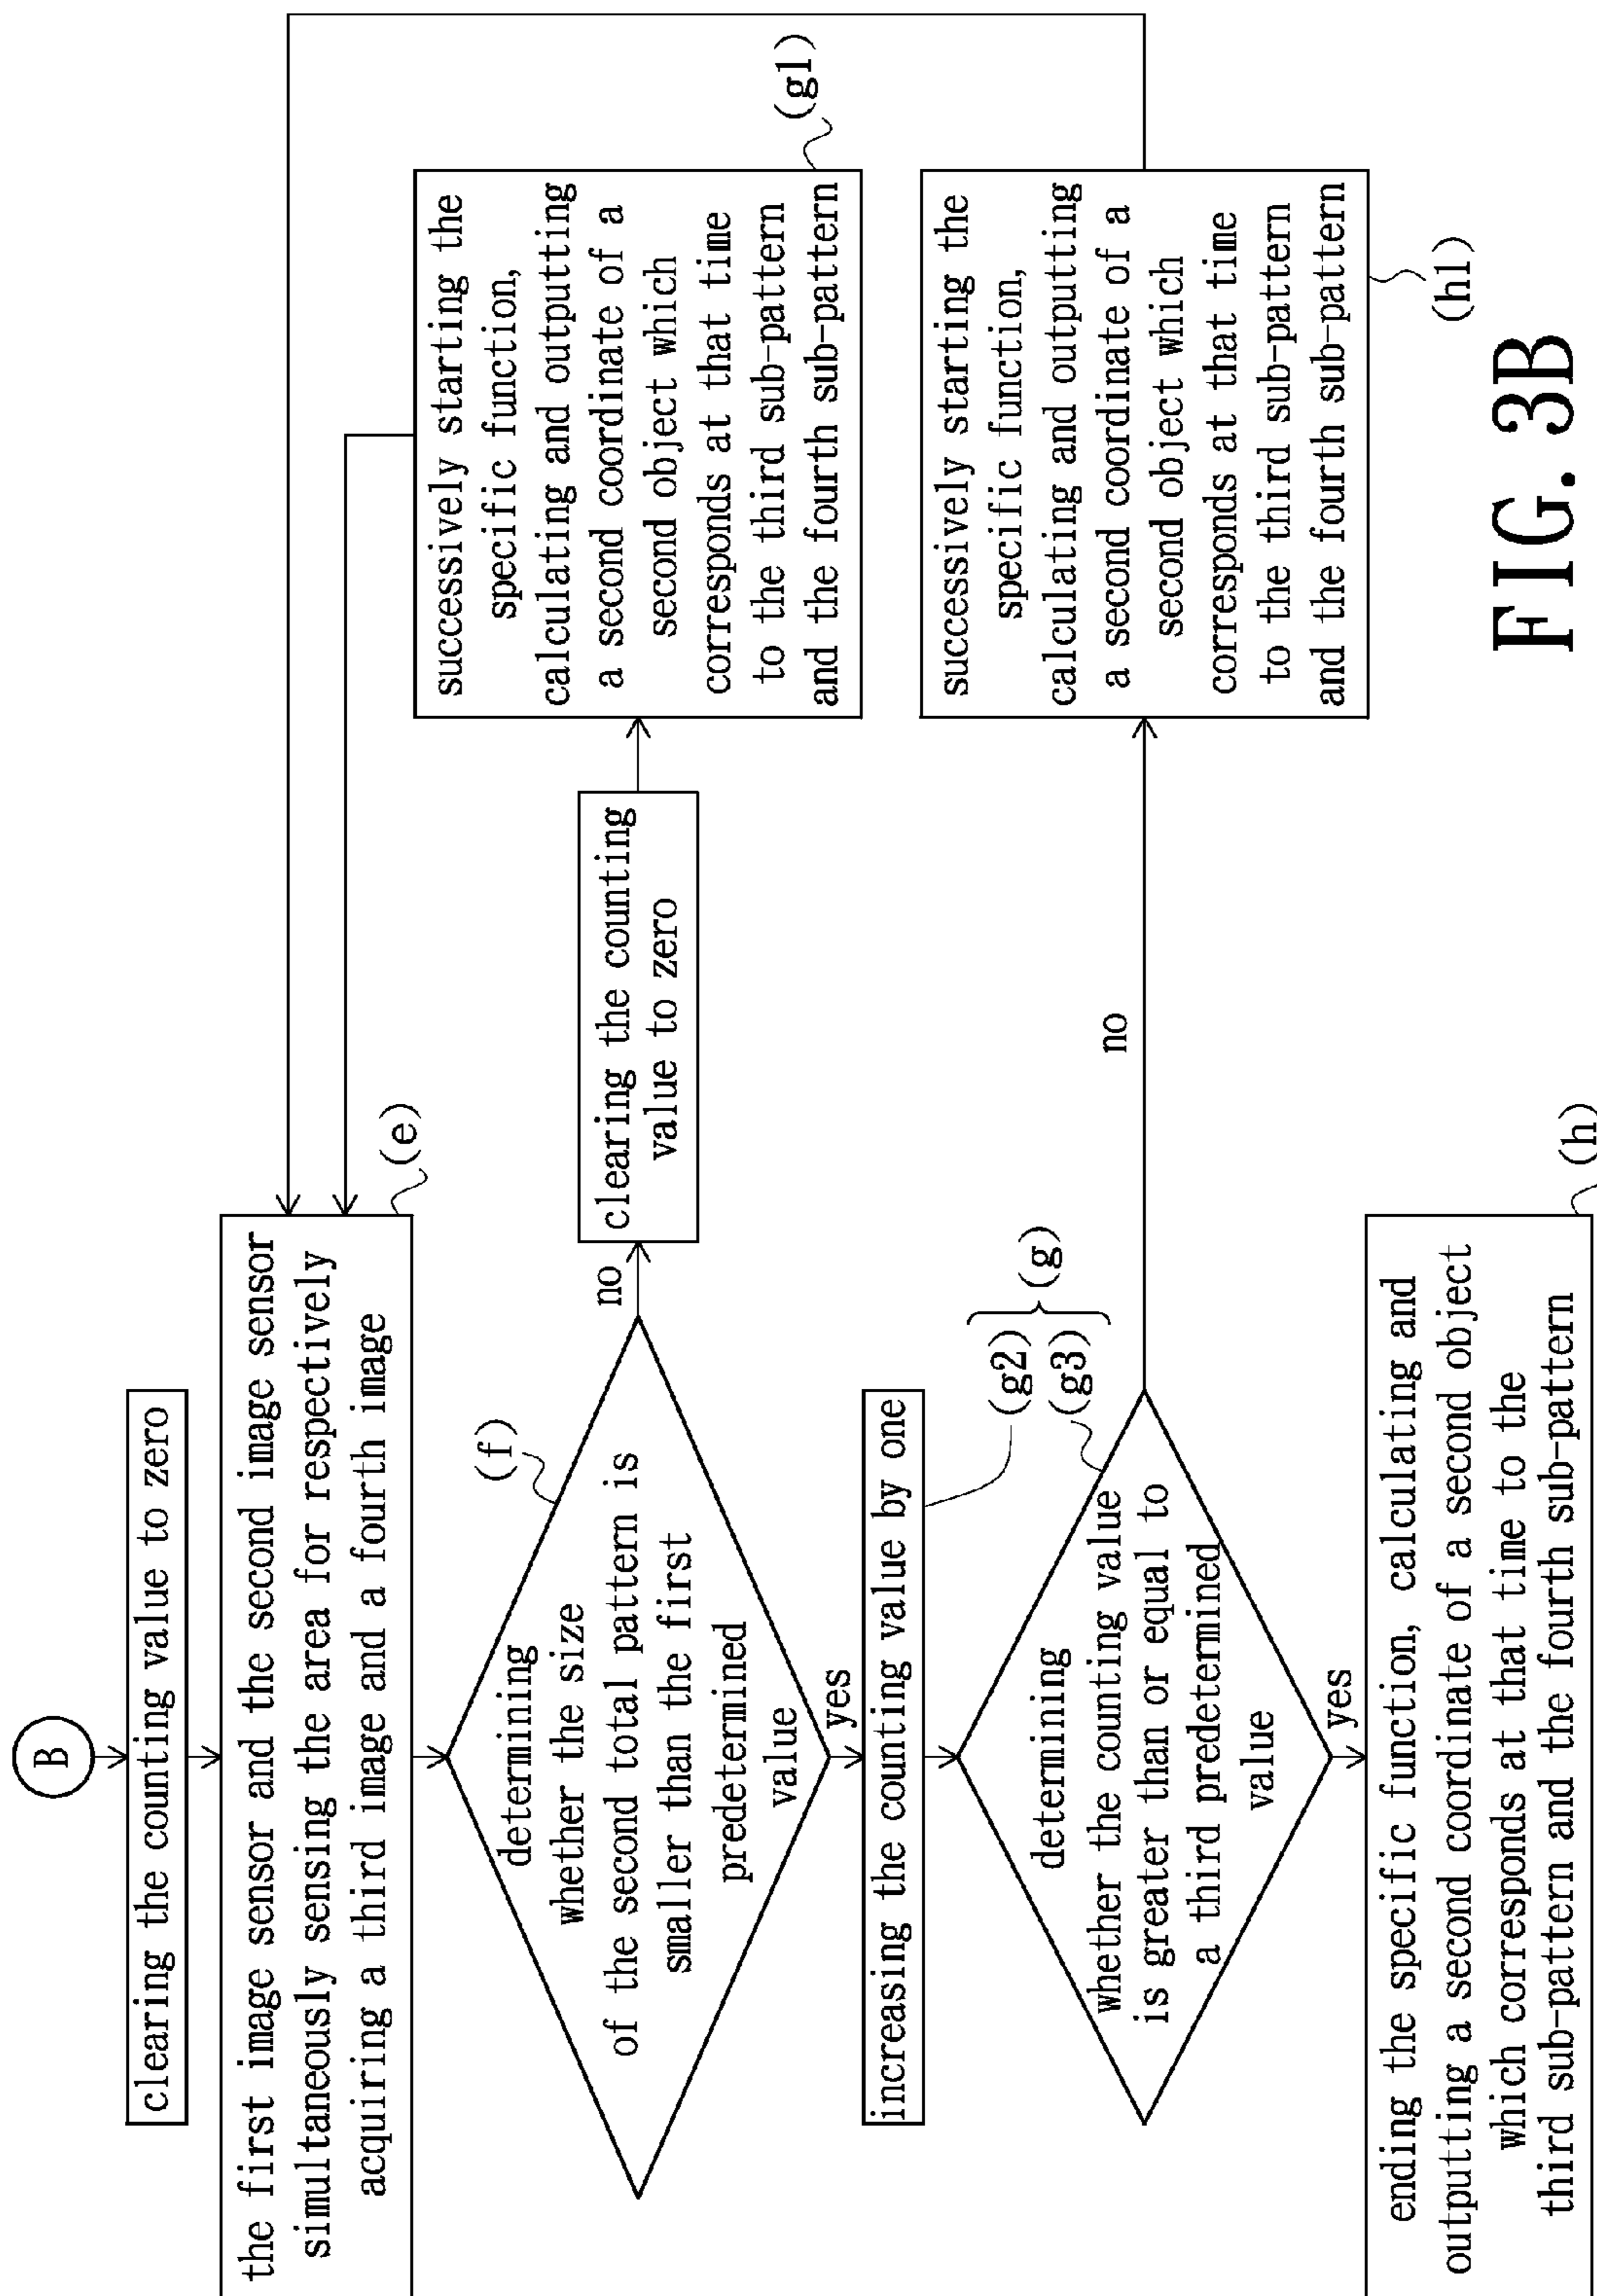 B
clearing the counting value to zero
the first image sensor and the second image sensor
simultaneously sensing the area for respectively
acquiring a third image and a fourth image
(e)
determining
whether the size
of the second total pattern is
smaller than the first
predetermined
value
(f)
no
clearing the counting
value to zero
successively starting the
specific function,
calculating and outputting
a second coordinate of a
second object which
corresponds at that time
to the third sub-pattern
and the fourth sub-pattern
(g1)
yes
increasing the counting value by one
(g2)
(g3)
(g)
determining
whether the counting value
is greater than or equal to
a third predetermined
value
no
successively starting the
specific function,
calculating and outputting
a second coordinate of a
second object which
corresponds at that time
to the third sub-pattern
and the fourth sub-pattern
(h1)
yes
ending the specific function, calculating and
outputting a second coordinate of a second object
which corresponds at that time to the
third sub-pattern and the fourth sub-pattern
(h)
FIG. 3B